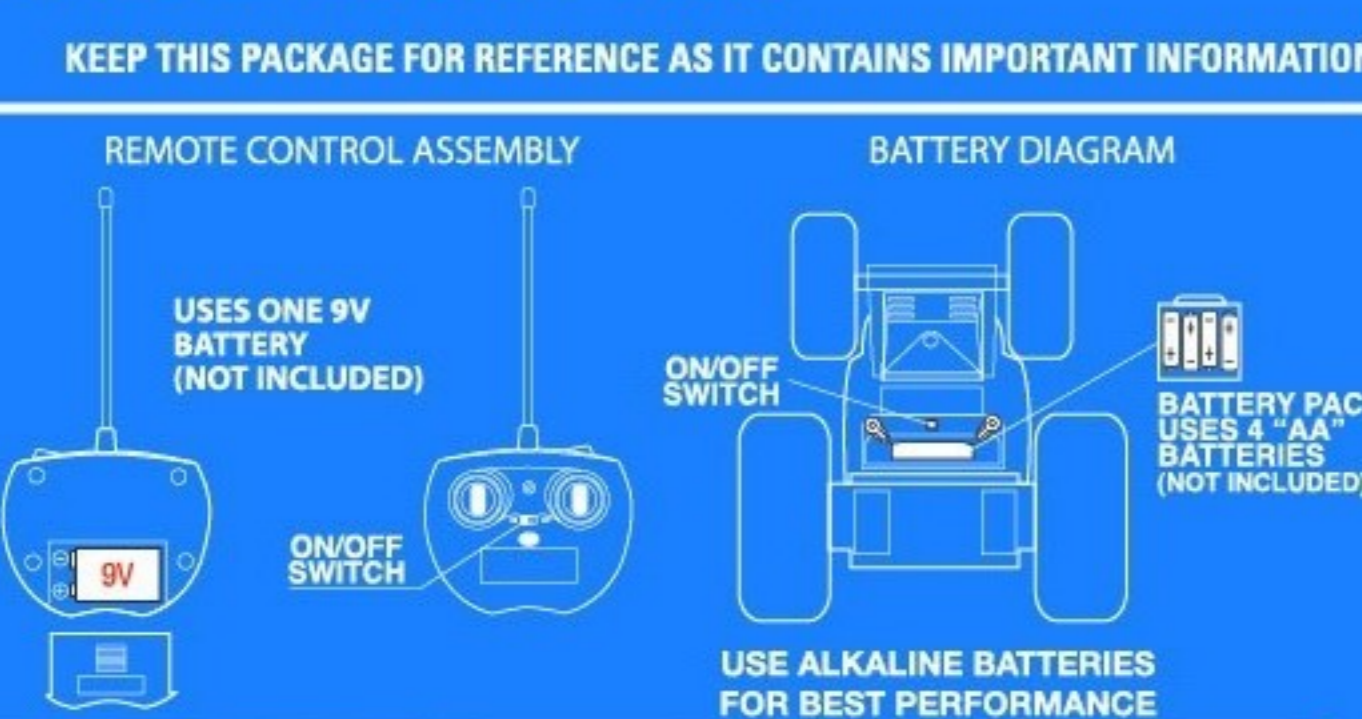 KEEP THIS PACKAGE FOR REFERENCE AS IT CONTAINS IMPORTANT INFORMATION
REMOTE CONTROL ASSEMBLY
BATTERY DIAGRAM
USES ONE 9V
BATTERY
(NOT INCLUDED)
ON/OFF
SWITCH
9V
ON/OFF
SWITCH
BATTERY PAC
USES 4 “AA”
BATTERIES
(NOT INCLUDED)
USE ALKALINE BATTERIES
FOR BEST PERFORMANCE